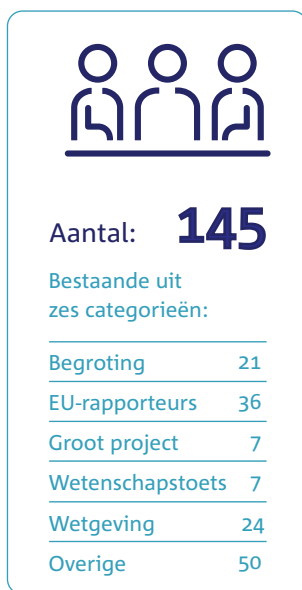 Aantal: 145
Bestaande uit
zes categorieën:
Begroting 21
EU-rapporteurs 36
Groot project 7
Wetenschapstoets 7
Wetgeving 24
Overige 50